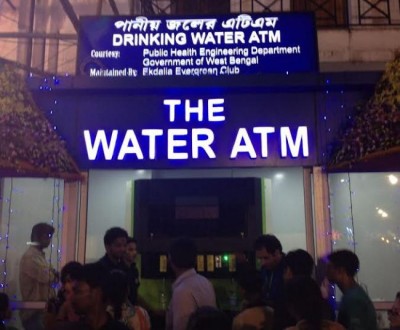 পানীয় জলের এটিএম
DRINKING WATER ATM
Courtesy: Public Health Engineering Department
Government of West Bengal
Maintained By: Ekdalia Evergreen Club
THE
WATER ATM